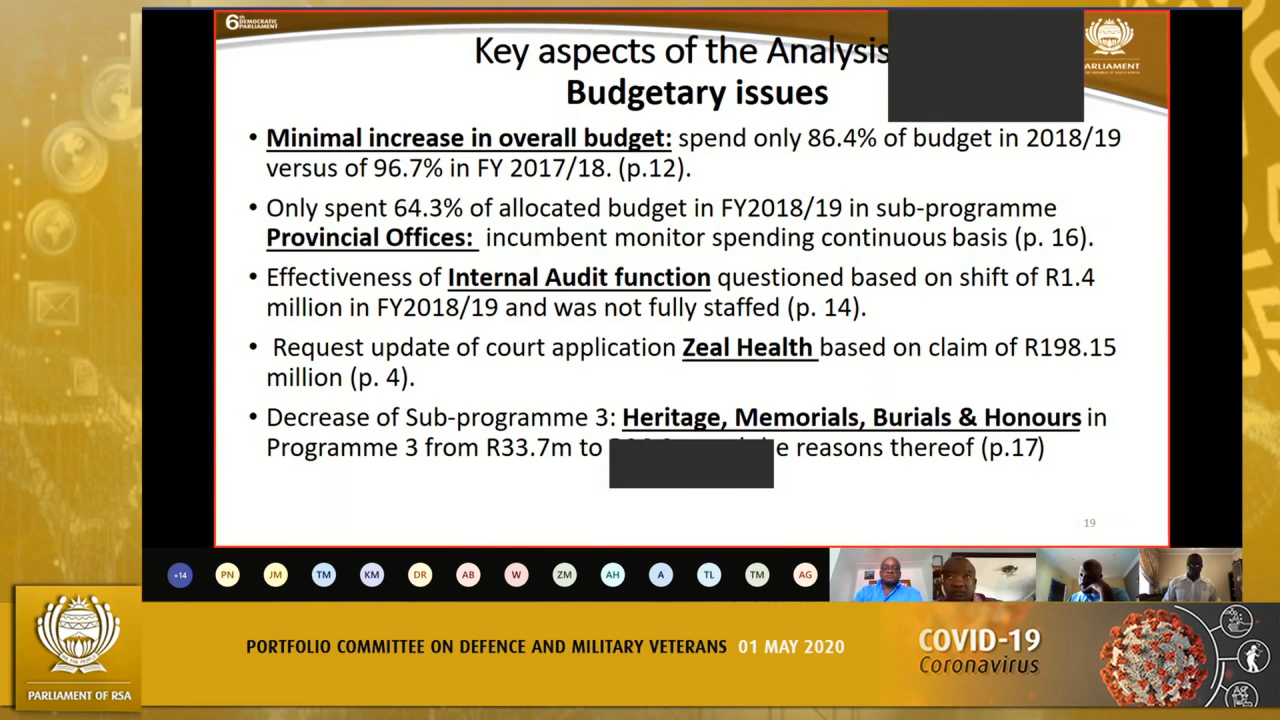 6th
DEMOCRATIC
PARLIAMENT
Key aspects of the Analysis
Budgetary issues
ARLIAMENT
• Minimal increase in overall budget: spend only 86.4% of budget in 2018/19
versus of 96.7% in FY 2017/18. (p.12).
• Only spent 64.3% of allocated budget in FY2018/19 in sub-programme
Provincial Offices: incumbent monitor spending continuous basis (p. 16).
• Effectiveness of Internal Audit function questioned based on shift of R1.4
million in FY2018/19 and was not fully staffed (p. 14).
• Request update of court application Zeal Health based on claim of R198.15
million (p. 4).
• Decrease of Sub-programme 3: Heritage, Memorials, Burials & Honours in
Programme 3 from R33.7m to e reasons thereof (p.17)
19
+14 PN JM TM KM DR AB W ZM AH A TL TM AG
PORTFOLIO COMMITTEE ON DEFENCE AND MILITARY VETERANS 01 MAY 2020
COVID-19
Coronavirus
PARLIAMENT OF RSA